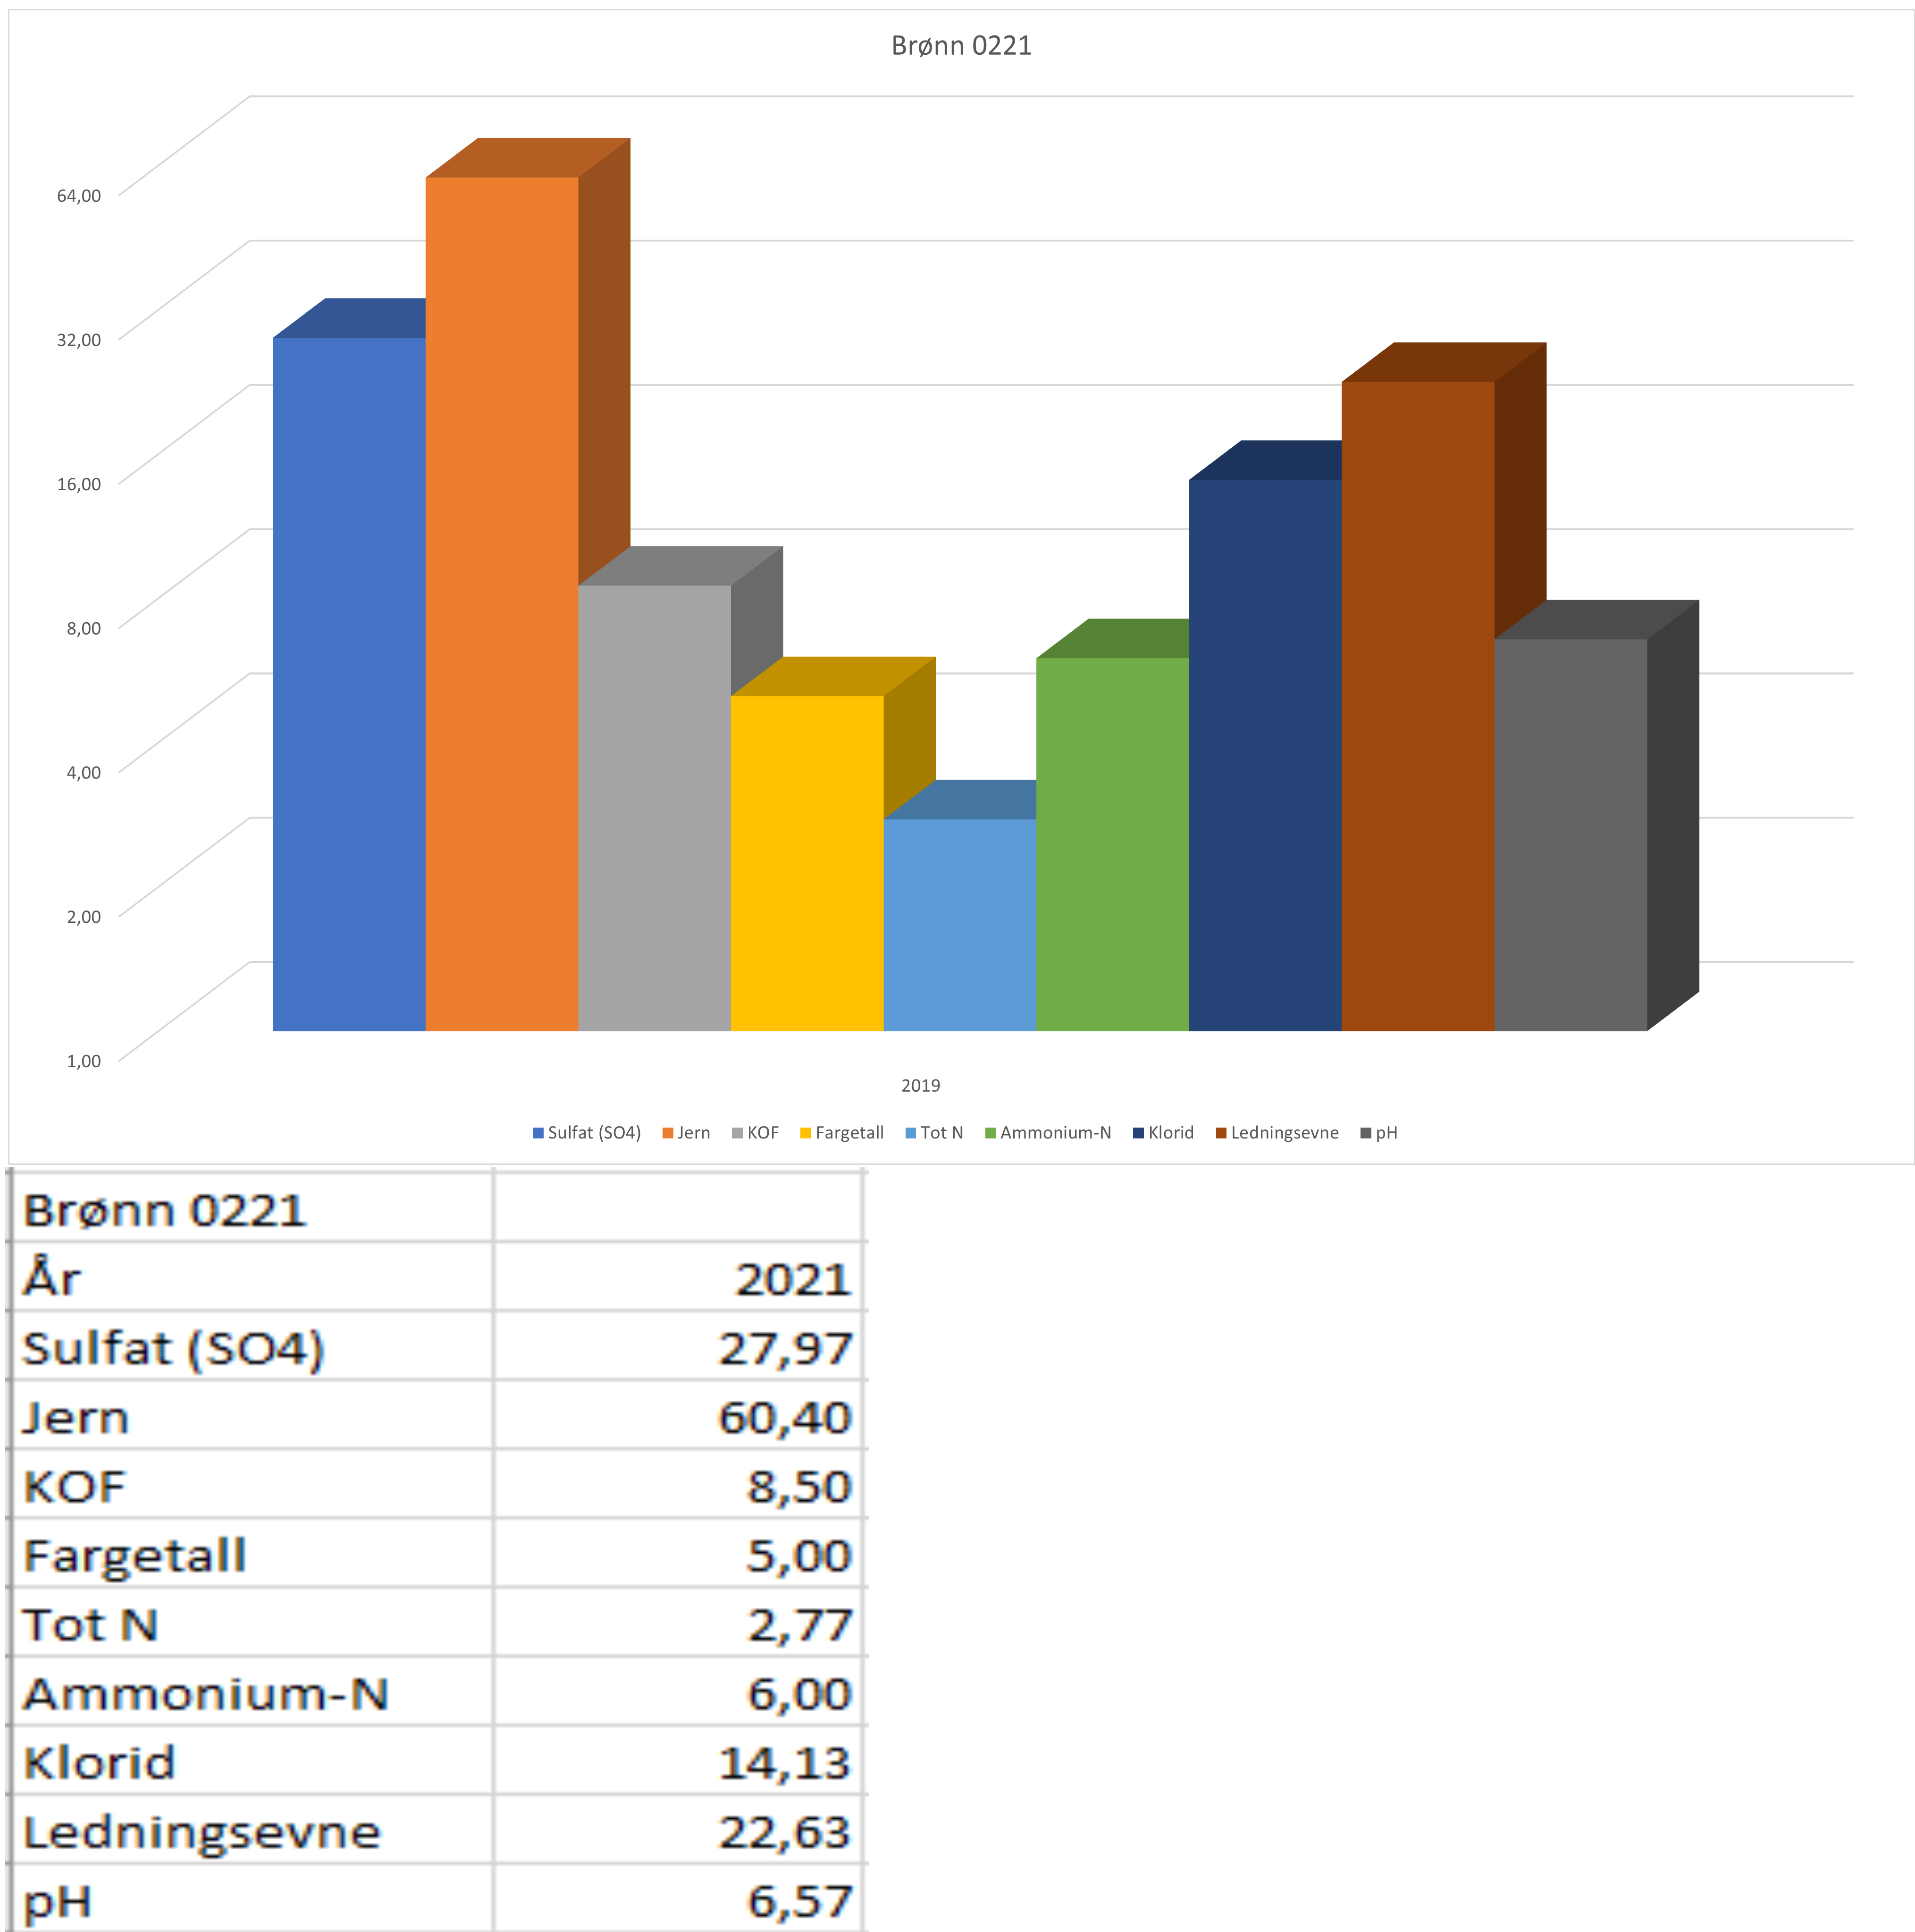 Brønn 0221
64,00
32,00
16,00
8,00
4,00
2,00
1,00
2019
Sulfat (SO4) Jern KOF Fargetall Tot N Ammonium-N Klorid Ledningsevne pH
Brønn 0221
År 2021
Sulfat (SO4) 27,97
Jern 60,40
KOF 8,50
Fargetall 5,00
Tot N 2,77
Ammonium-N 6,00
Klorid 14,13
Ledningsevne 22,63
pH 6,57